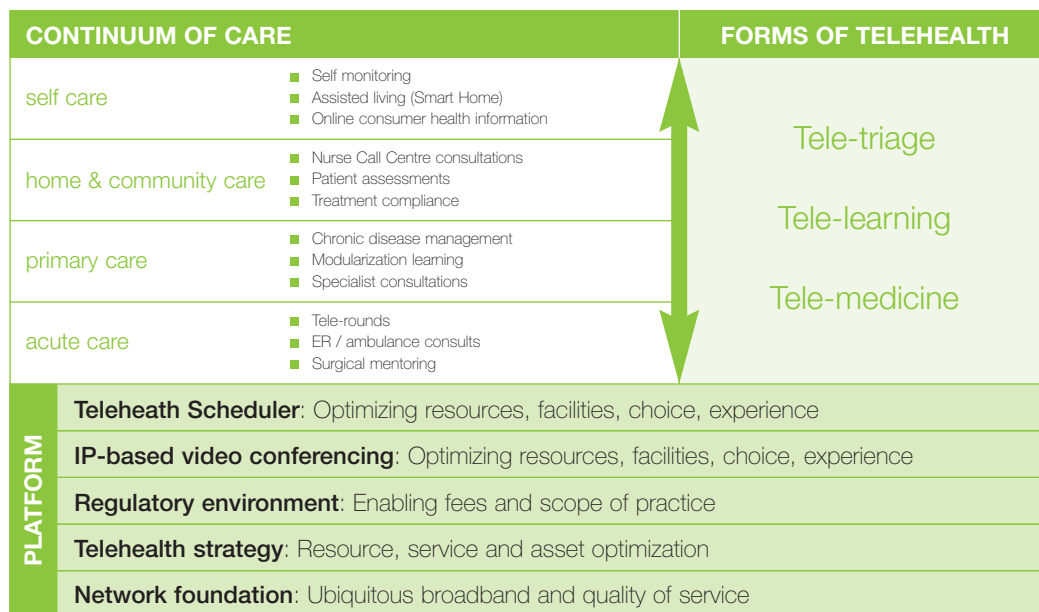 CONTINUUM OF CARE
FORMS OF TELEHEALTH
self care
Self monitoring
Assisted living (Smart Home)
Online consumer health information
home & community care
Nurse Call Centre consultations
Patient assessments
Treatment compliance
primary care
Chronic disease management
Modularization learning
Specialist consultations
acute care
Tele-rounds
ER / ambulance consults
Surgical mentoring
Tele-triage
Tele-learning
Tele-medicine
PLATFORM
Teleheath Scheduler: Optimizing resources, facilities, choice, experience
IP-based video conferencing: Optimizing resources, facilities, choice, experience
Regulatory environment: Enabling fees and scope of practice
Telehealth strategy: Resource, service and asset optimization
Network foundation: Ubiquitous broadband and quality of service